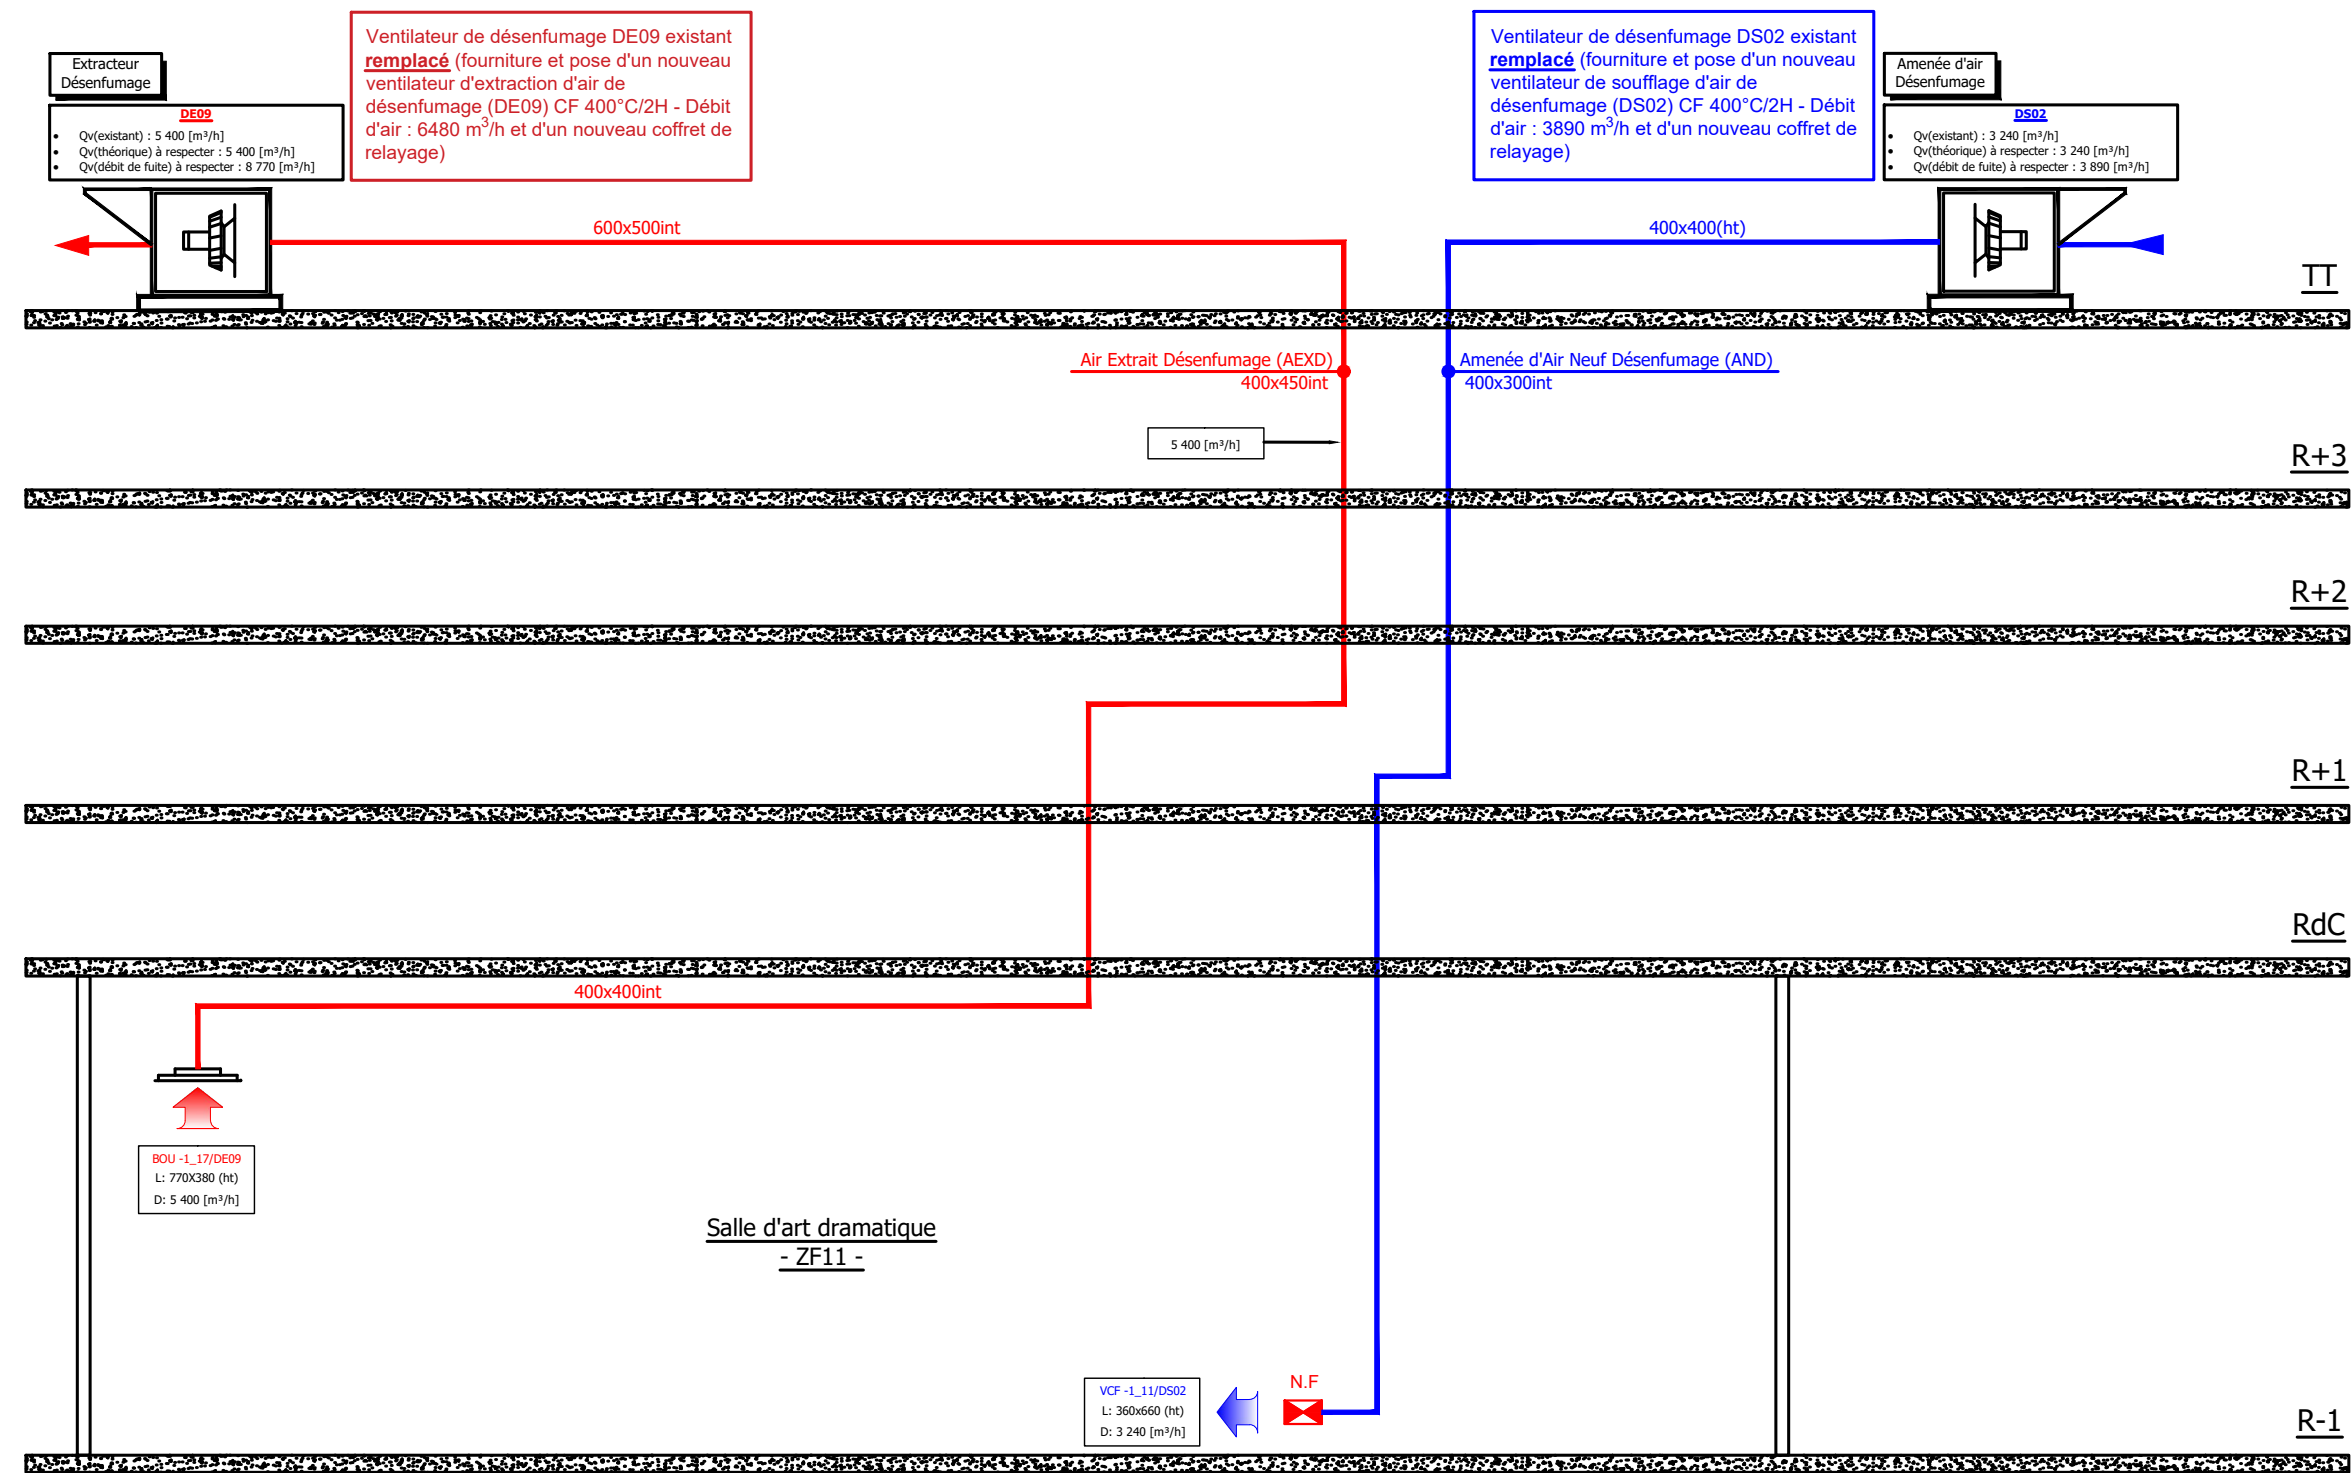 Extracteur
Désenfumage
DE09
• Qv(existant) : 5 400 [m³/h]
• Qv(théorique) à respecter : 5 400 [m³/h]
• Qv(débit de fuite) à respecter : 8 770 [m³/h]
Ventilateur de désenfumage DE09 existant
remplacé (fourniture et pose d'un nouveau
ventilateur d'extraction d'air de
désenfumage (DE09) CF 400°C/2H - Débit
d'air : 6480 m³/h et d'un nouveau coffret de
relayage)
Ventilateur de désenfumage DS02 existant
remplacé (fourniture et pose d'un nouveau
ventilateur de soufflage d'air de
désenfumage (DS02) CF 400°C/2H - Débit
d'air : 3890 m³/h et d'un nouveau coffret de
relayage)
Amenée d'air
Désenfumage
DS02
• Qv(existant) : 3 240 [m³/h]
• Qv(théorique) à respecter : 3 240 [m³/h]
• Qv(débit de fuite) à respecter : 3 890 [m³/h]
600x500int
400x400(ht)
TT
Air Extrait Désenfumage (AEXD)
400x450int
Amenée d'Air Neuf Désenfumage (AND)
400x300int
5 400 [m³/h]
R+3
R+2
R+1
RdC
400x400int
BOU -1_17/DE09
L: 770X380 (ht)
D: 5 400 [m³/h]
Salle d'art dramatique
- ZF11 -
VCF -1_11/DS02
L: 360x660 (ht)
D: 3 240 [m³/h]
N.F
R-1